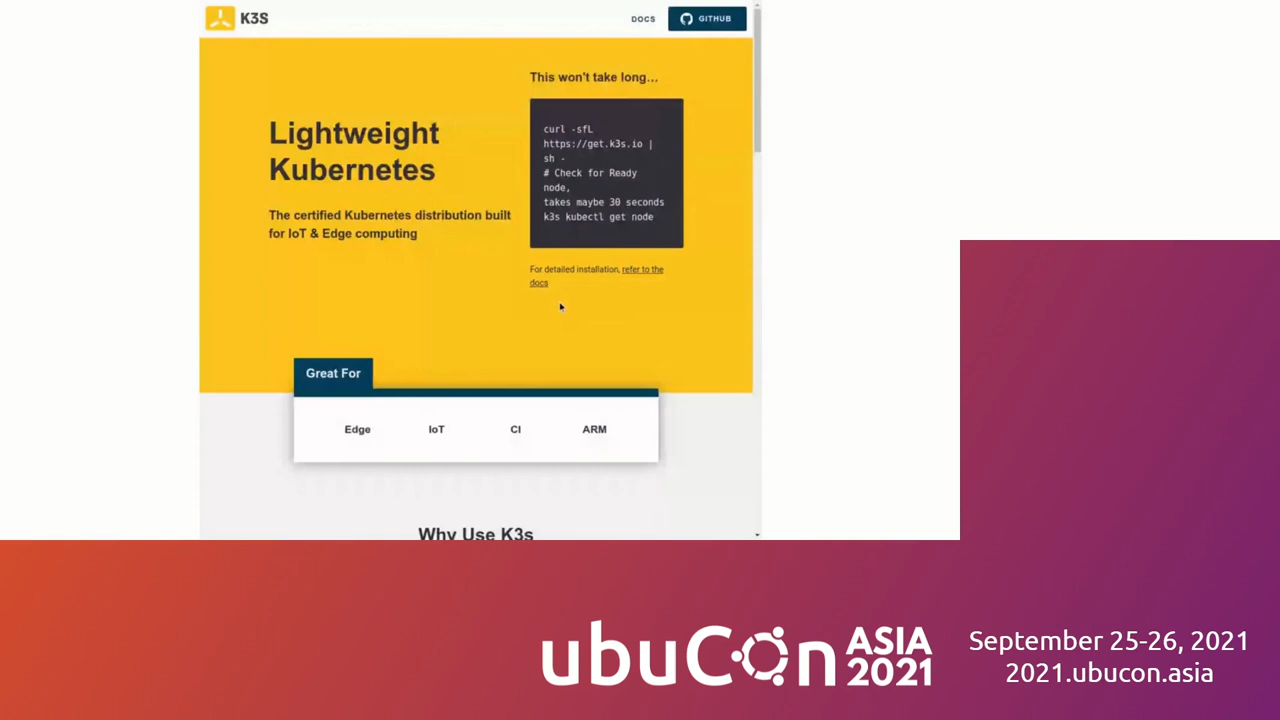 K3S
DOCS
GITHUB
This won't take long…
curl -sfL
https://get.k3s.io |
sh -
# Check for Ready
node,
takes maybe 30 seconds
k3s kubectl get node
Lightweight
Kubernetes
The certified Kubernetes distribution built
for IoT & Edge computing
For detailed installation, refer to the
docs
Great For
Edge IoT CI ARM
Why Use K3s
ubuCon ASIA 2021
September 25-26, 2021
2021.ubucon.asia